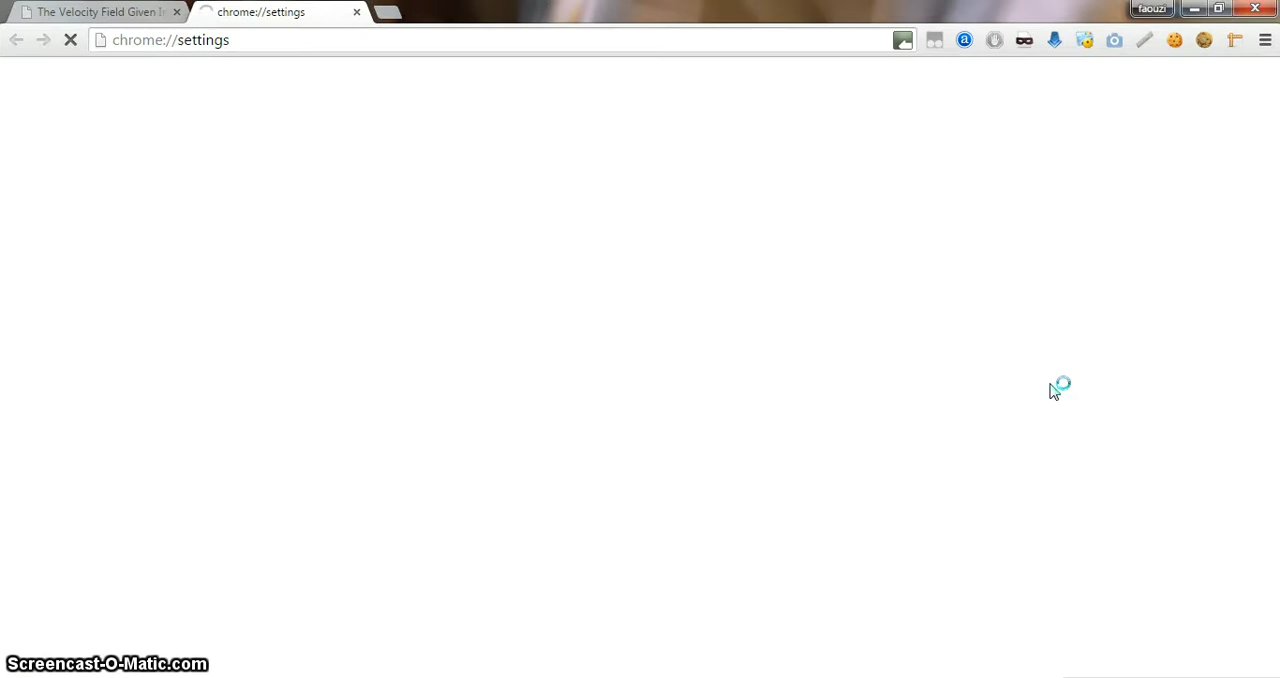 The Velocity Field Given I
chrome://settings
faouzi
chrome://settings
Screencast-O-Matic.com